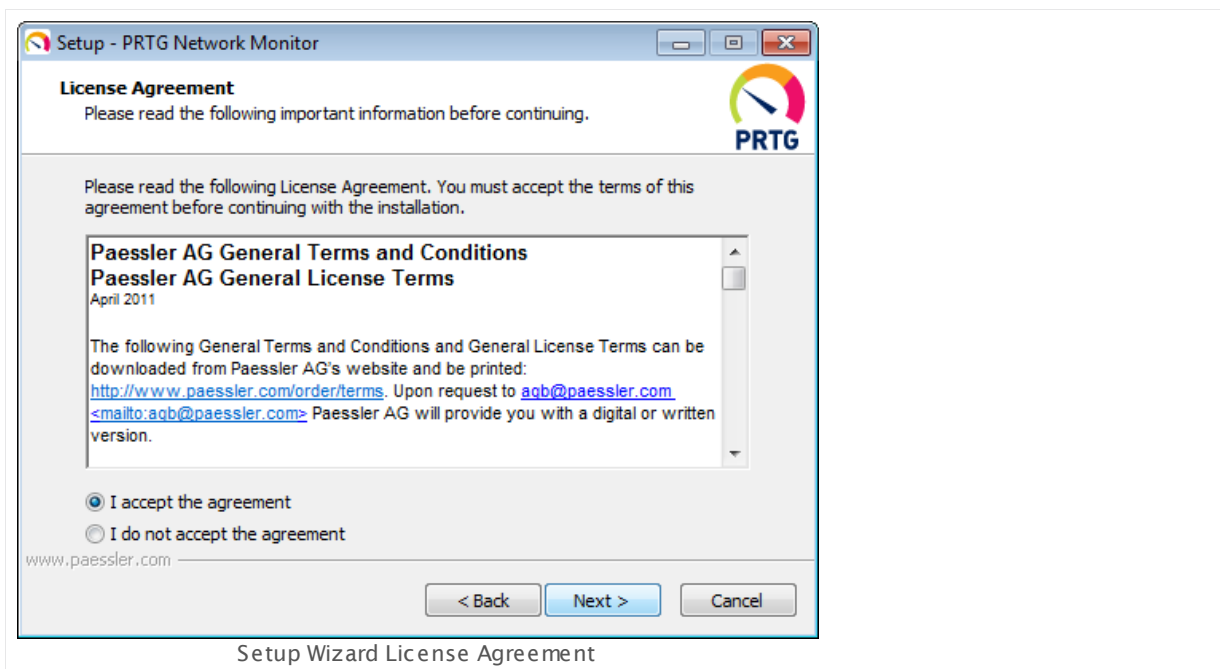 Setup - PRTG Network Monitor
License Agreement
Please read the following important information before continuing.
PRTG
Please read the following License Agreement. You must accept the terms of this
agreement before continuing with the installation.
Paessler AG General Terms and Conditions
Paessler AG General License Terms
April 2011
The following General Terms and Conditions and General License Terms can be
downloaded from Paessler AG's website and be printed:
http://www.paessler.com/order/terms. Upon request to agb@paessler.com
<mailto:agb@paessler.com> Paessler AG will provide you with a digital or written
version.
I accept the agreement
I do not accept the agreement
www.paessler.com
< Back
Next >
Cancel
Setup Wizard License Agreement